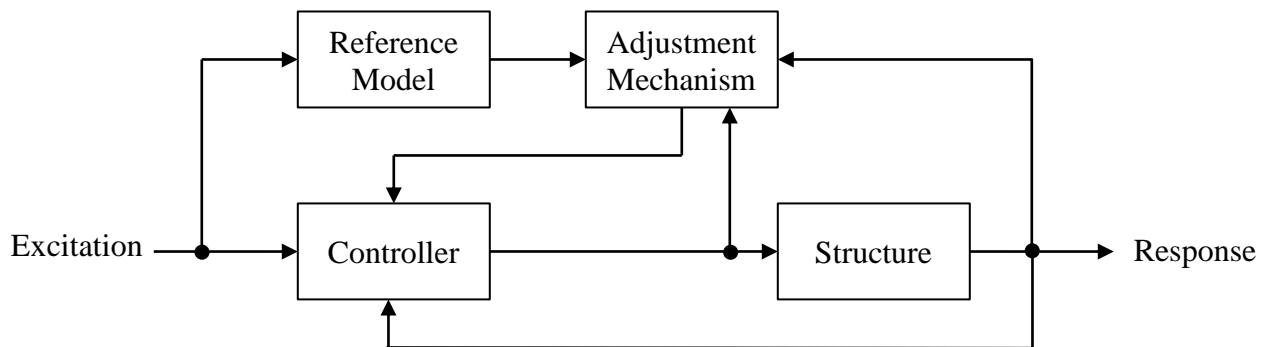 Reference
Model
Adjustment
Mechanism
Excitation
Controller
Structure
Response